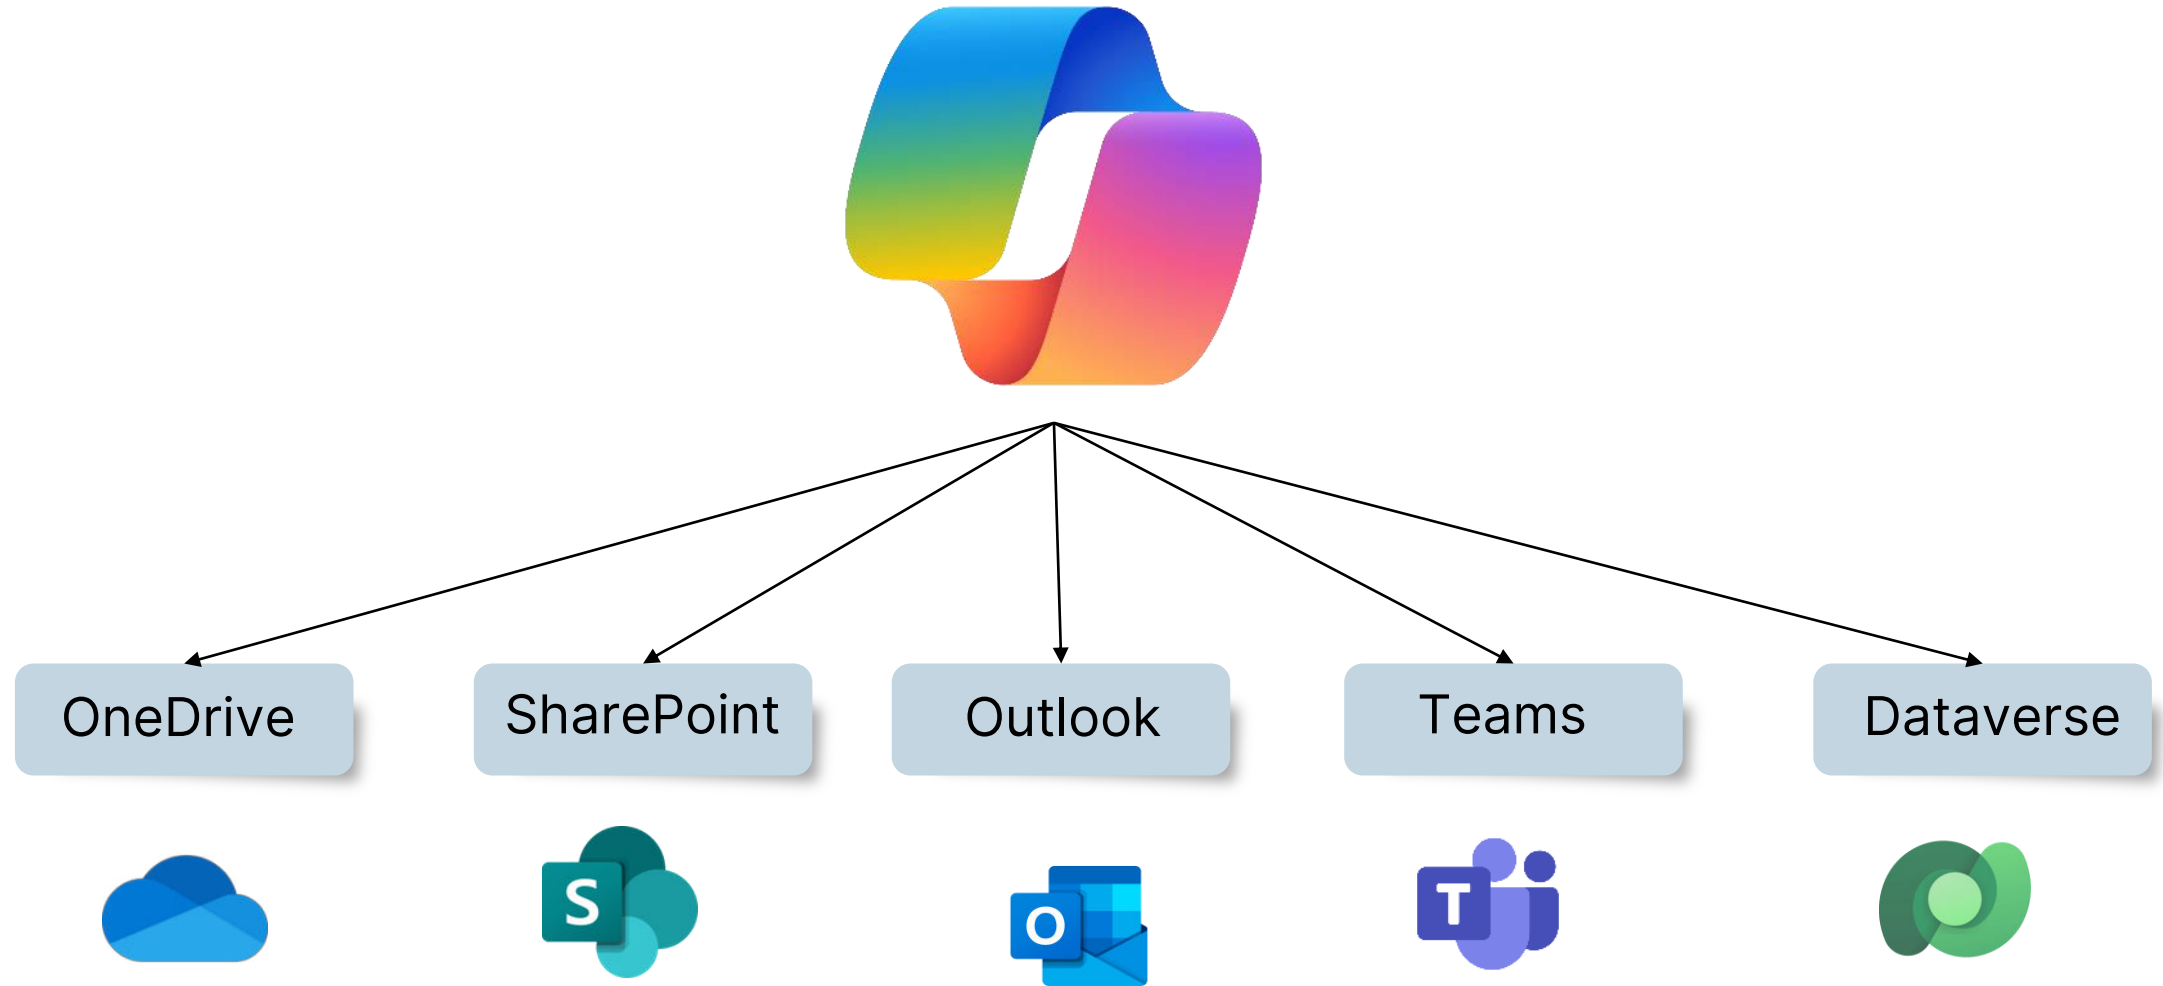 OneDrive
SharePoint
Outlook
Teams
Dataverse
S
O
T